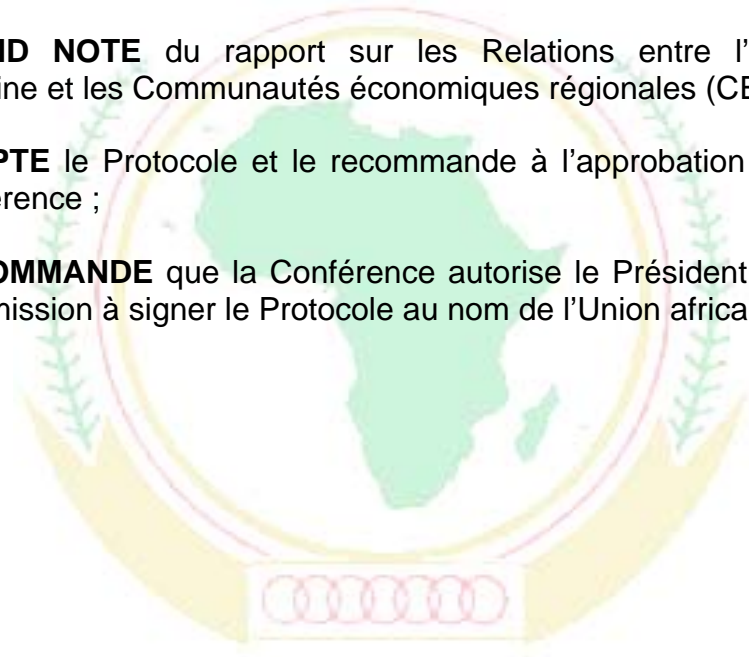 ND NOTE du rapport sur les Relations entre l’
ine et les Communautés économiques régionales (CE
PTE le Protocole et le recommande à l’approbation
érence ;
OMMANDE que la Conférence autorise le Président
mission à signer le Protocole au nom de l’Union africa